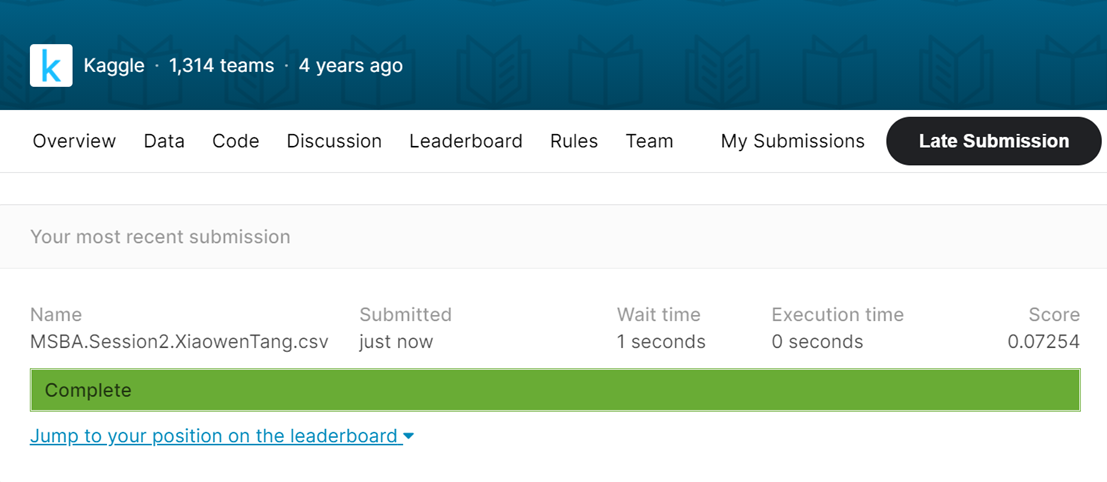 k Kaggle · 1,314 teams · 4 years ago
Overview Data Code Discussion Leaderboard Rules Team My Submissions Late Submission
Your most recent submission
Name Submitted Wait time Execution time Score
MSBA.Session2.XiaowenTang.csv just now 1 seconds 0 seconds 0.07254
Complete
Jump to your position on the leaderboard